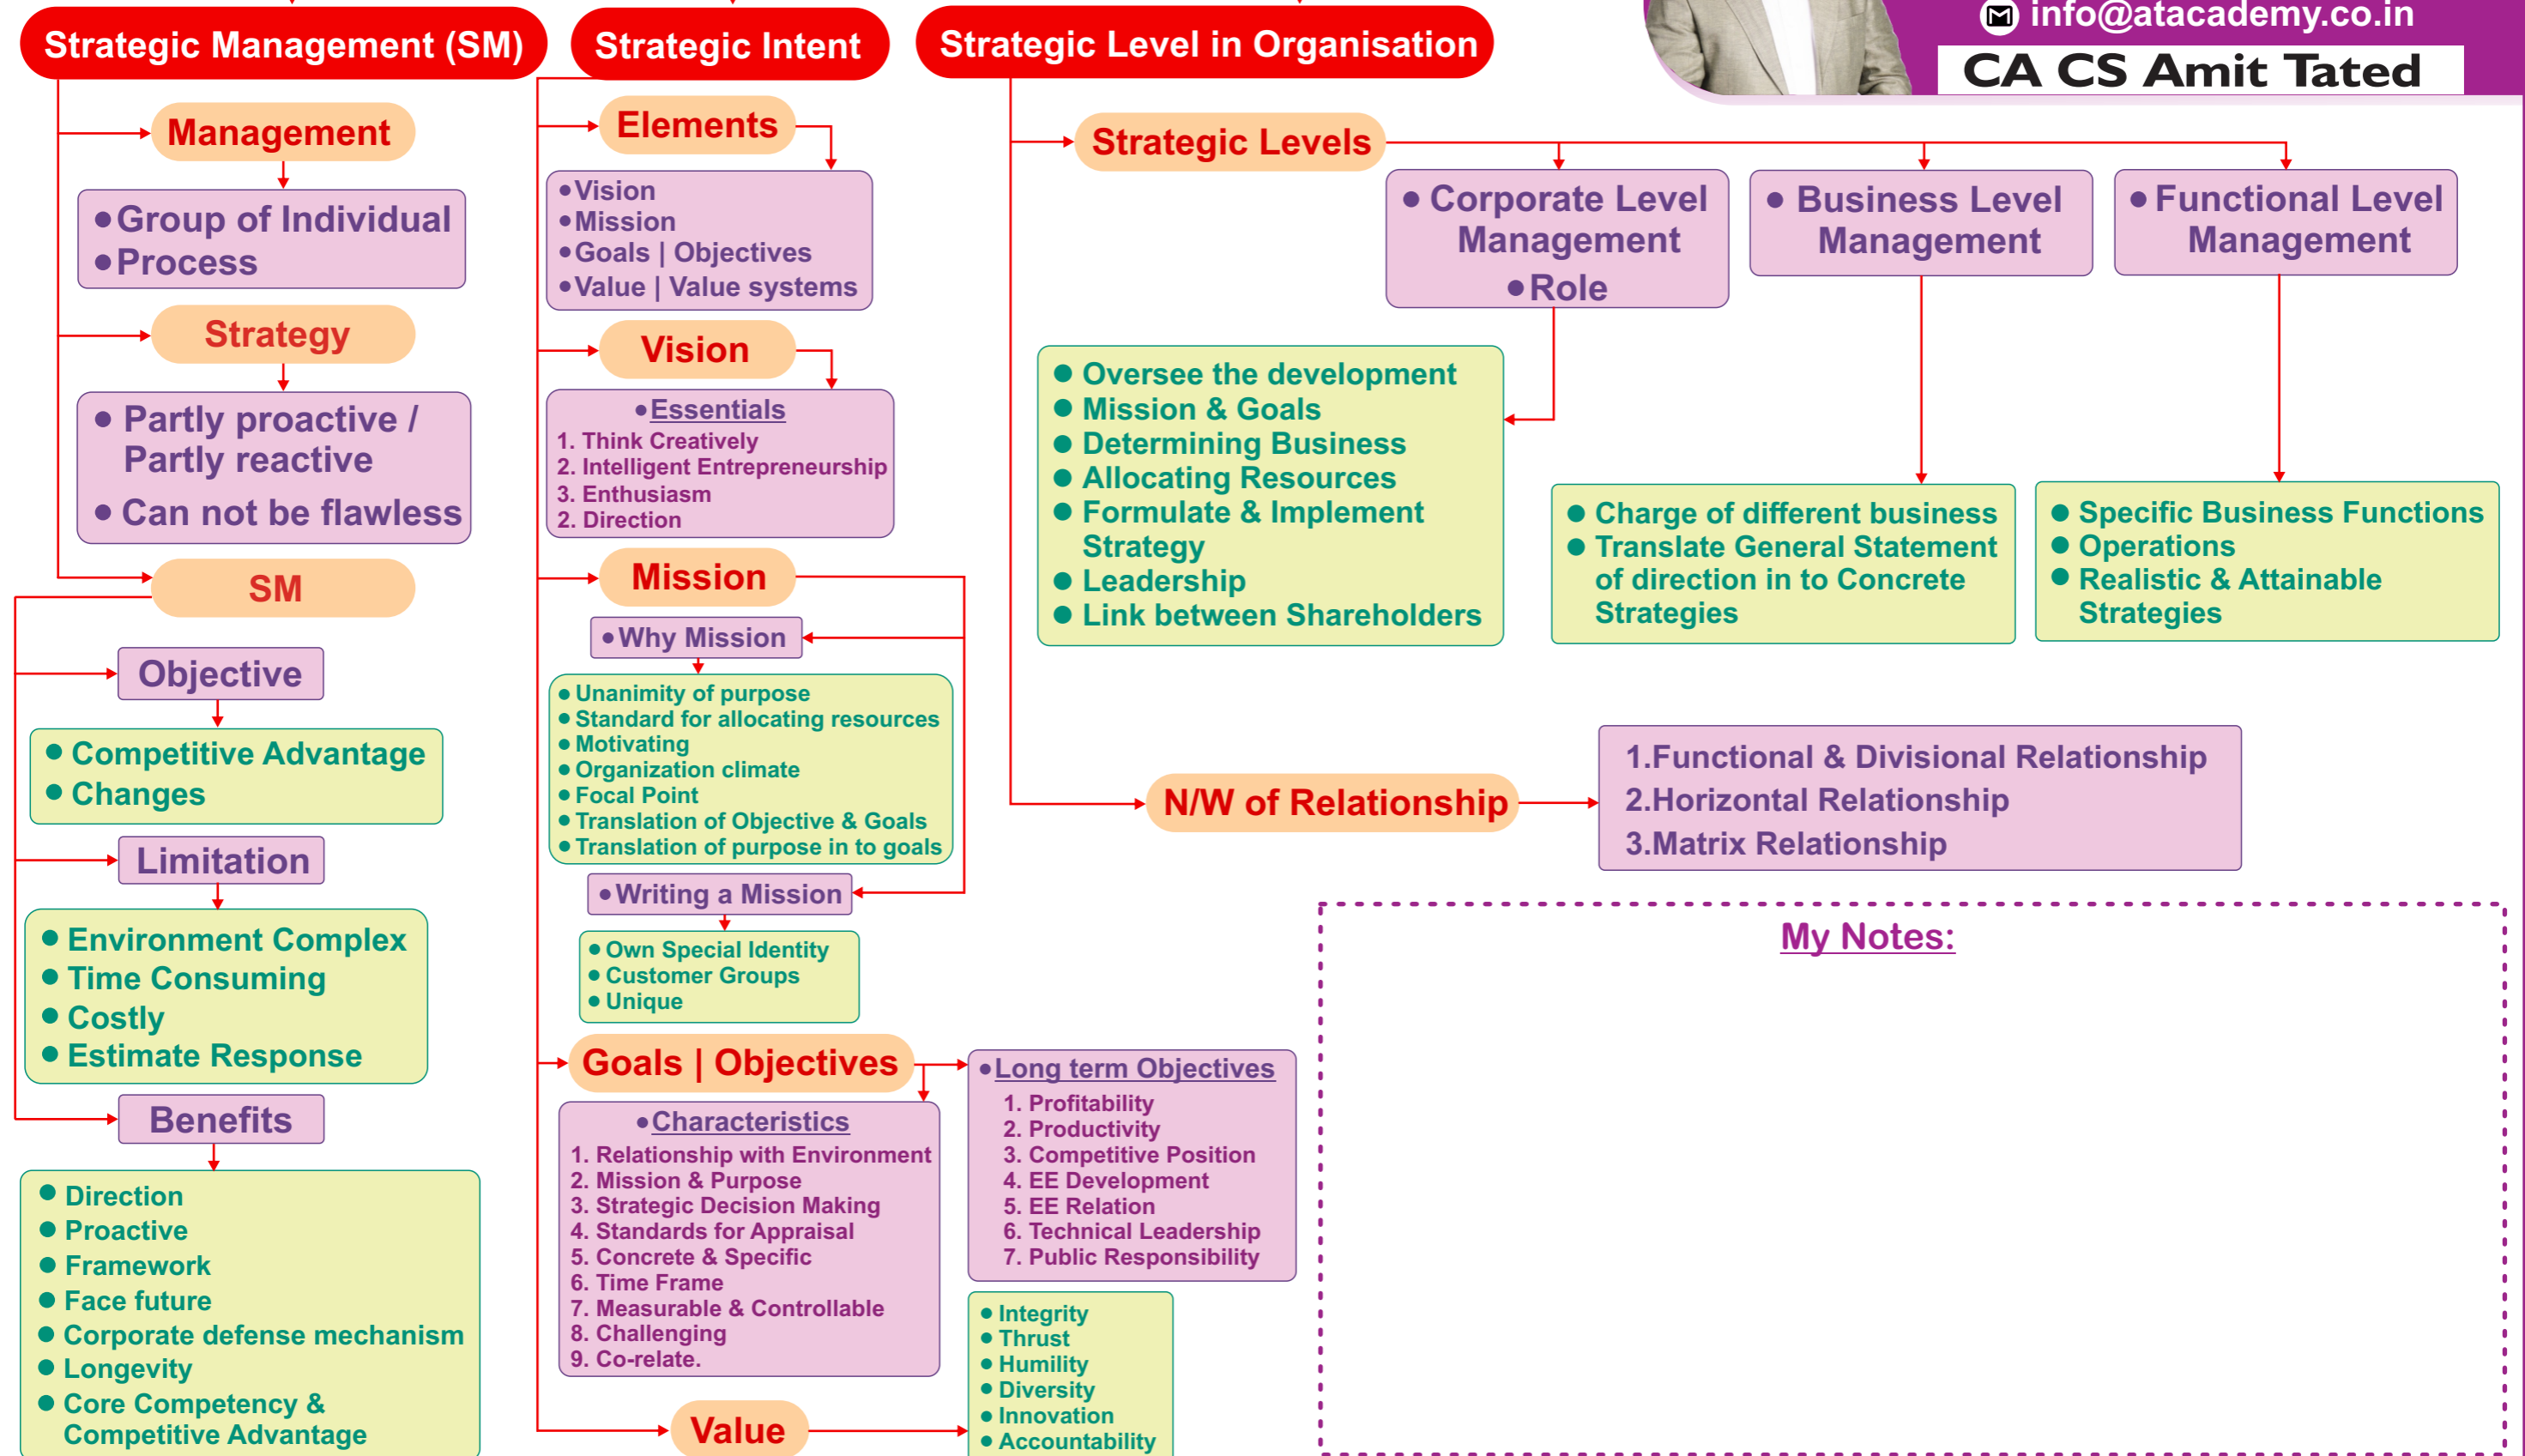 info@atacademy.co.in
CA CS Amit Tated
Strategic Management (SM)
Management
•Group of Individual
•Process
Strategy
• Partly proactive /
Partly reactive
• Can not be flawless
SM
Objective
• Competitive Advantage
• Changes
Limitation
• Environment Complex
• Time Consuming
• Costly
• Estimate Response
Benefits
• Direction
• Proactive
• Framework
• Face future
• Corporate defense mechanism
• Longevity
• Core Competency &
Competitive Advantage
Strategic Intent
Elements
•Vision
•Mission
•Goals | Objectives
•Value | Value systems
Vision
•Essentials
1. Think Creatively
2. Intelligent Entrepreneurship
3. Enthusiasm
2. Direction
Mission
•Why Mission
• Unanimity of purpose
• Standard for allocating resources
• Motivating
• Organization climate
• Focal Point
• Translation of Objective & Goals
• Translation of purpose in to goals
•Writing a Mission
• Own Special Identity
• Customer Groups
• Unique
Goals | Objectives
•Characteristics
1. Relationship with Environment
2. Mission & Purpose
3. Strategic Decision Making
4. Standards for Appraisal
5. Concrete & Specific
6. Time Frame
7. Measurable & Controllable
8. Challenging
9. Co-relate.
•Long term Objectives
1. Profitability
2. Productivity
3. Competitive Position
4. EE Development
5. EE Relation
6. Technical Leadership
7. Public Responsibility
Value
• Integrity
• Thrust
• Humility
• Diversity
• Innovation
• Accountability
Strategic Level in Organisation
Strategic Levels
• Corporate Level
Management
•Role
• Oversee the development
• Mission & Goals
• Determining Business
• Allocating Resources
• Formulate & Implement
Strategy
• Leadership
• Link between Shareholders
• Business Level
Management
• Charge of different business
• Translate General Statement
of direction in to Concrete
Strategies
• Functional Level
Management
• Specific Business Functions
• Operations
• Realistic & Attainable
Strategies
N/W of Relationship
1.Functional & Divisional Relationship
2.Horizontal Relationship
3.Matrix Relationship
My Notes: